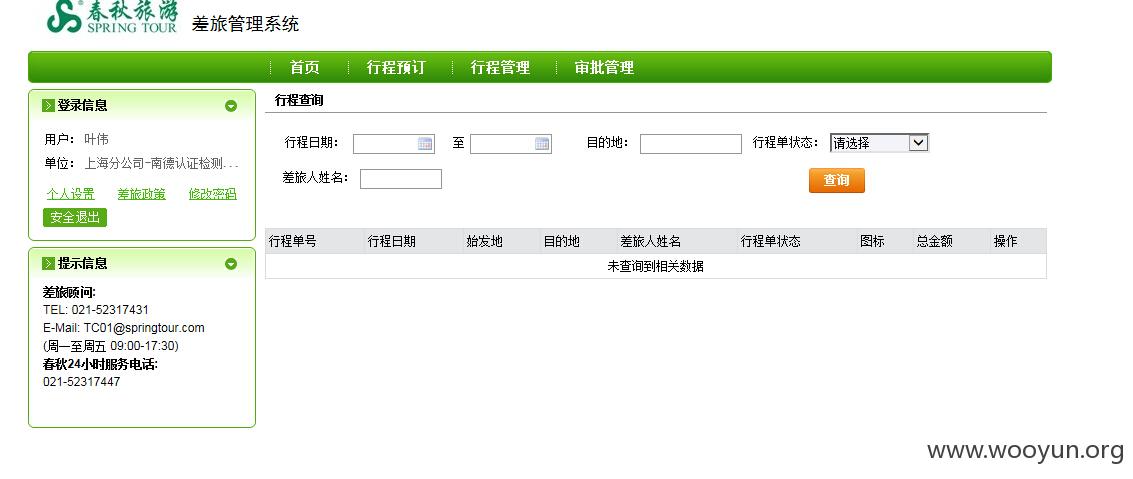 春秋旅游
SPRING TOUR
差旅管理系统
首页 行程预订 行程管理 审批管理
登录信息
用户: 叶伟
单位: 上海分公司-南德认证检测...
个人设置 差旅政策 修改密码
安全退出
提示信息
差旅顾问:
TEL: 021-52317431
E-Mail: TC01@springtour.com
(周一至周五 09:00-17:30)
春秋24小时服务电话:
021-52317447
行程查询
行程日期: 至 目的地: 行程单状态: 请选择
差旅人姓名: 查询
行程单号 行程日期 始发地 目的地 差旅人姓名 行程单状态 图标 总金额 操作
未查询到相关数据
www.wooyun.org